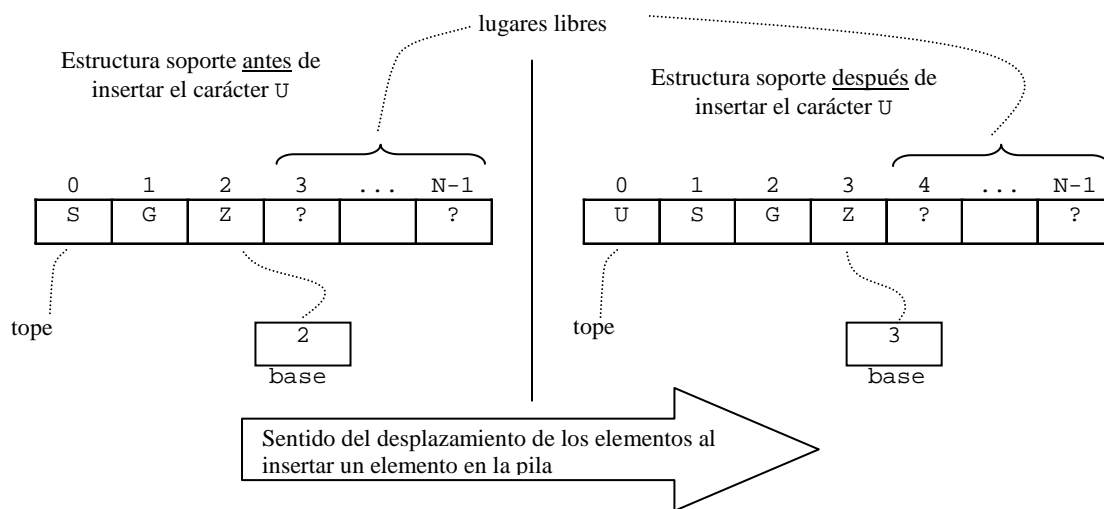 lugares libres
Estructura soporte antes de
insertar el carácter U
Estructura soporte después de
insertar el carácter U
0 1 2 3 ... N-1
S G Z ? ?
tope
2
base
0 1 2 3 4 ... N-1
U S G Z ? ?
tope
3
base
Sentido del desplazamiento de los elementos al
insertar un elemento en la pila